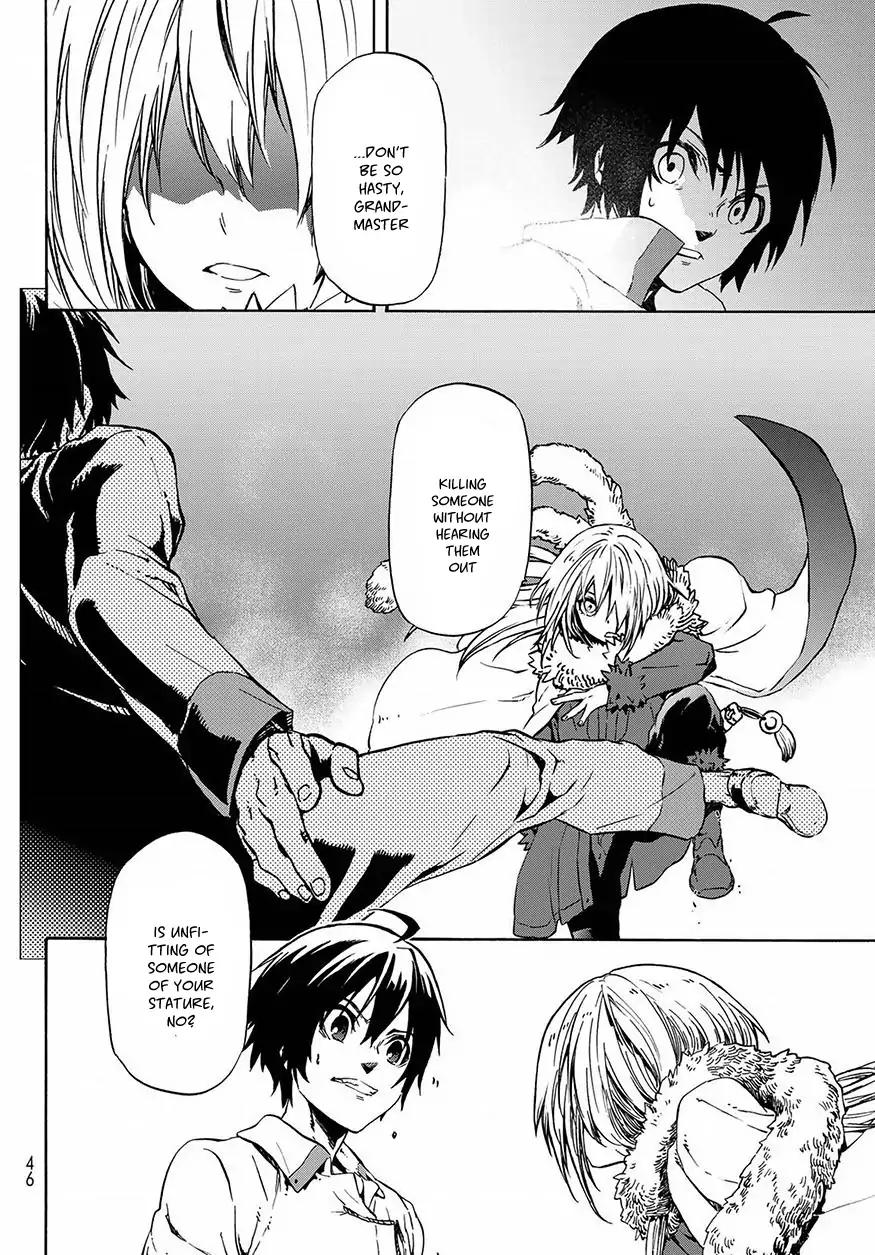 ...DON'T
BE SO
HASTY,
GRAND-
MASTER
KILLING
SOMEONE
WITHOUT
HEARING
THEM
OUT
IS UNFI-
TTING OF
SOMEONE
OF YOUR
STATURE,
NO?
46